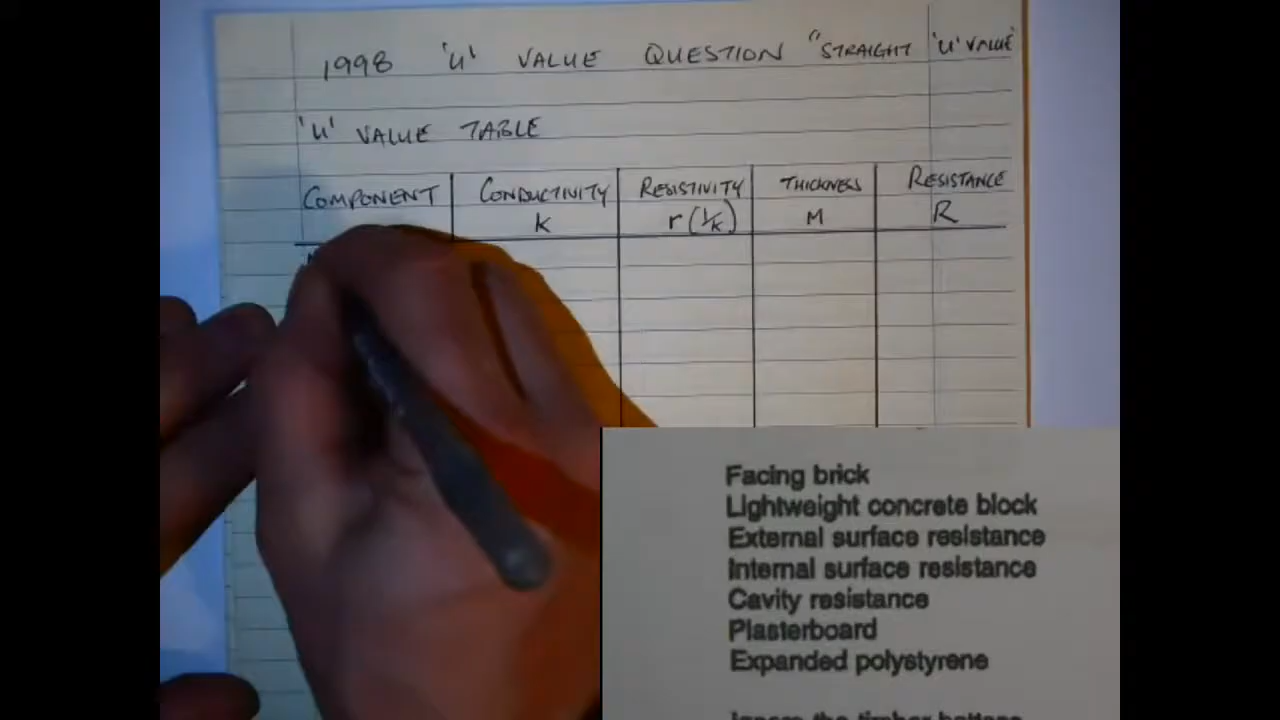 1998 'U' VALUE QUESTION "STRAIGHT 'U' VALUE"
'U' VALUE TABLE
COMPONENT CONDUCTIVITY RESISTIVITY THICKNESS RESISTANCE
k r (1/k) M R
Facing brick
Lightweight concrete block
External surface resistance
Internal surface resistance
Cavity resistance
Plasterboard
Expanded polystyrene